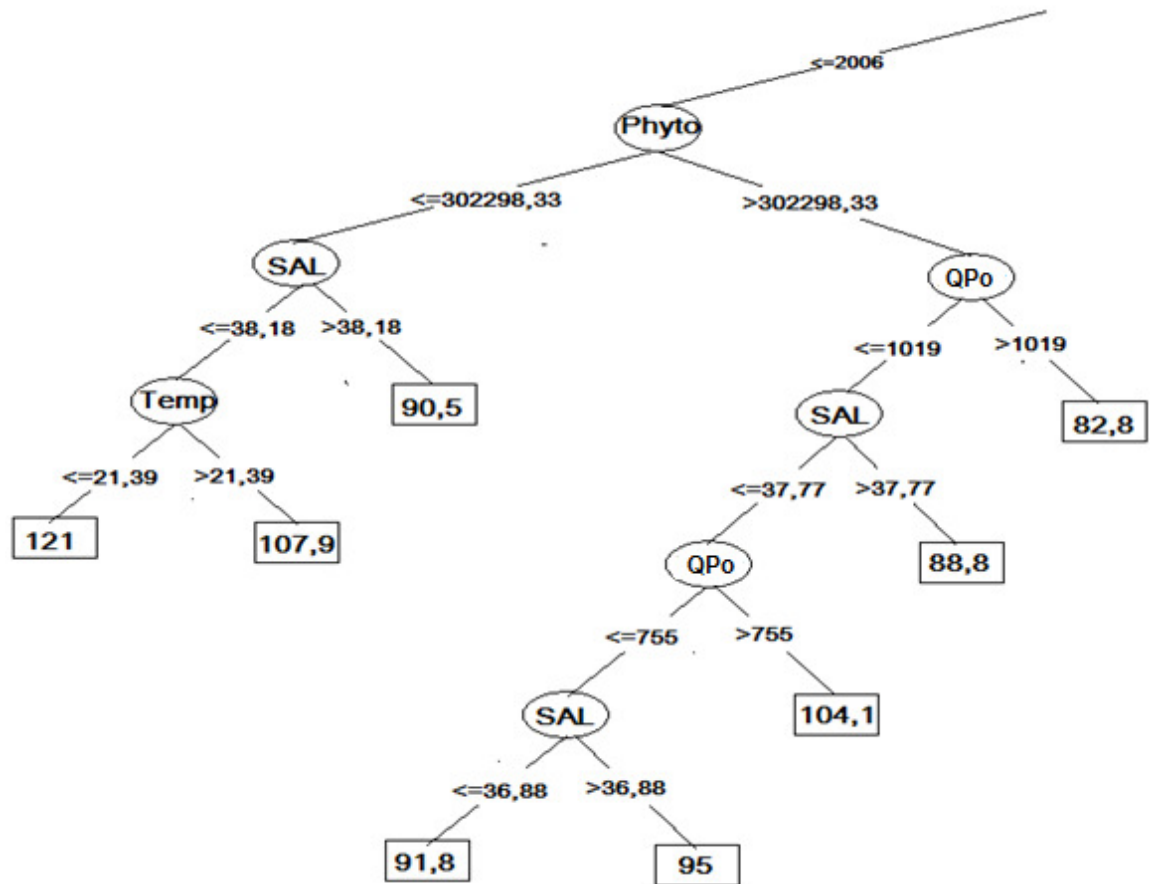 <=2006
Phyto
<=302298,33 >302298,33
SAL QPo
<=38,18 >38,18 <=1019 >1019
Temp 90,5 SAL 82,8
<=21,39 >21,39 <=37,77 >37,77
121 107,9 QPo 88,8
<=755 >755
SAL 104,1
<=36,88 >36,88
91,8 95